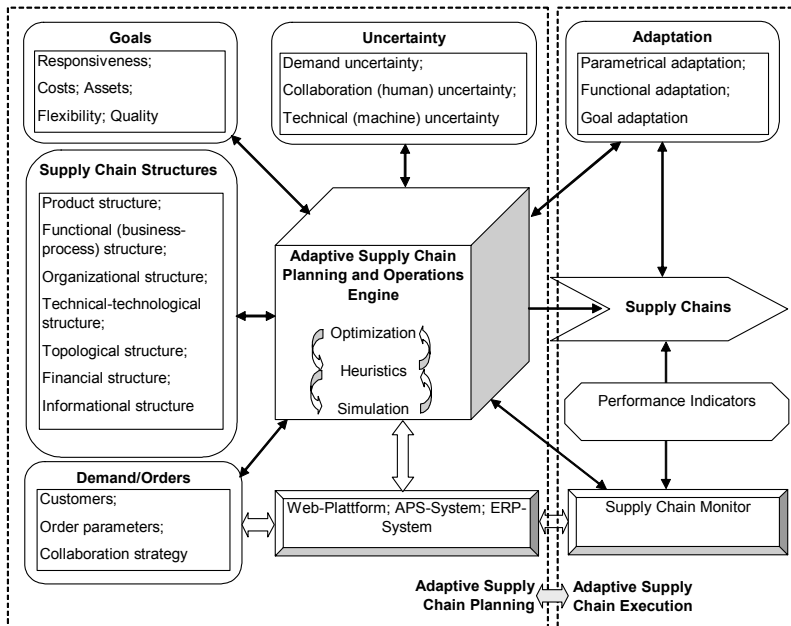 Goals
Responsiveness;
Costs; Assets;
Flexibility; Quality
Uncertainty
Demand uncertainty;
Collaboration (human) uncertainty;
Technical (machine) uncertainty
Adaptation
Parametrical adaptation;
Functional adaptation;
Goal adaptation
Supply Chain Structures
Product structure;
Functional (business-
process) structure;
Organizational structure;
Technical-technological
structure;
Topological structure;
Financial structure;
Informational structure
Adaptive Supply Chain
Planning and Operations
Engine
Optimization
Heuristics
Simulation
Supply Chains
Performance Indicators
Demand/Orders
Customers;
Order parameters;
Collaboration strategy
Web-Plattform; APS-System; ERP-
System
Supply Chain Monitor
Adaptive Supply
Chain Planning
Adaptive Supply
Chain Execution